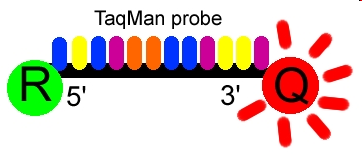 TaqMan probe
R 5' 3' Q